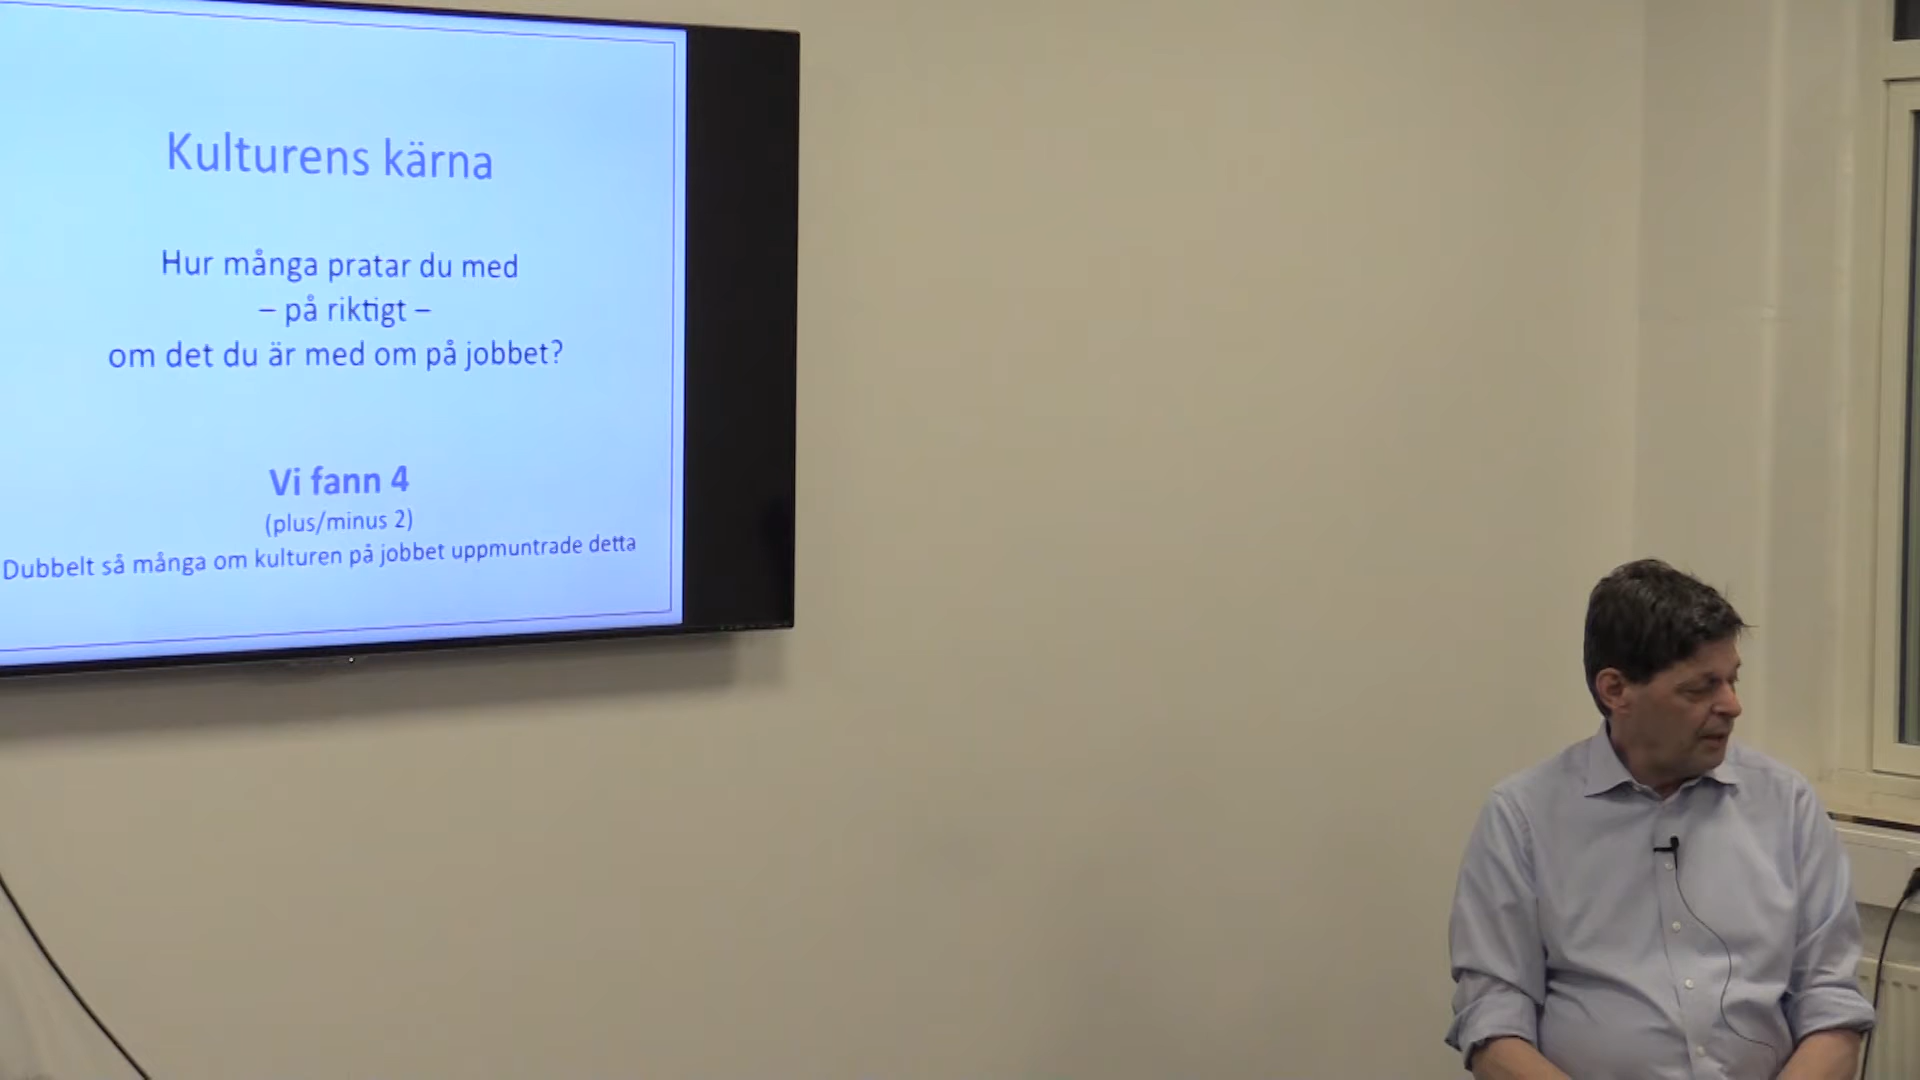 Kulturens kärna
Hur många pratar du med
– på riktigt –
om det du är med om på jobbet?
Vi fann 4
(plus/minus 2)
Dubbelt så många om kulturen på jobbet uppmuntrade detta